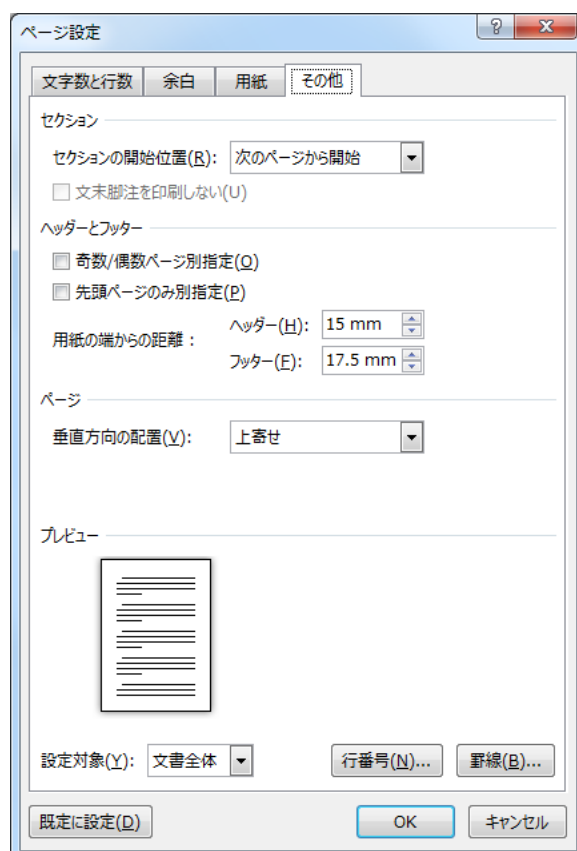 ページ設定
文字数と行数 余白 用紙 その他
セクション
セクションの開始位置(R): 次のページから開始
文末脚注を印刷しない(U)
ヘッダーとフッター
奇数/偶数ページ別指定(O)
先頭ページのみ別指定(P)
用紙の端からの距離：
ヘッダー(H): 15 mm
フッター(F): 17.5 mm
ページ
垂直方向の配置(V): 上寄せ
プレビュー
設定対象(Y): 文書全体 行番号(N)... 罫線(B)...
既定に設定(D) OK キャンセル